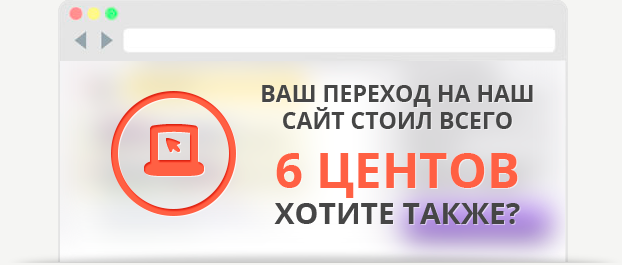 ВАШ ПЕРЕХОД НА НАШ
САЙТ СТОИЛ ВСЕГО
6 ЦЕНТОВ
ХОТИТЕ ТАКЖЕ?